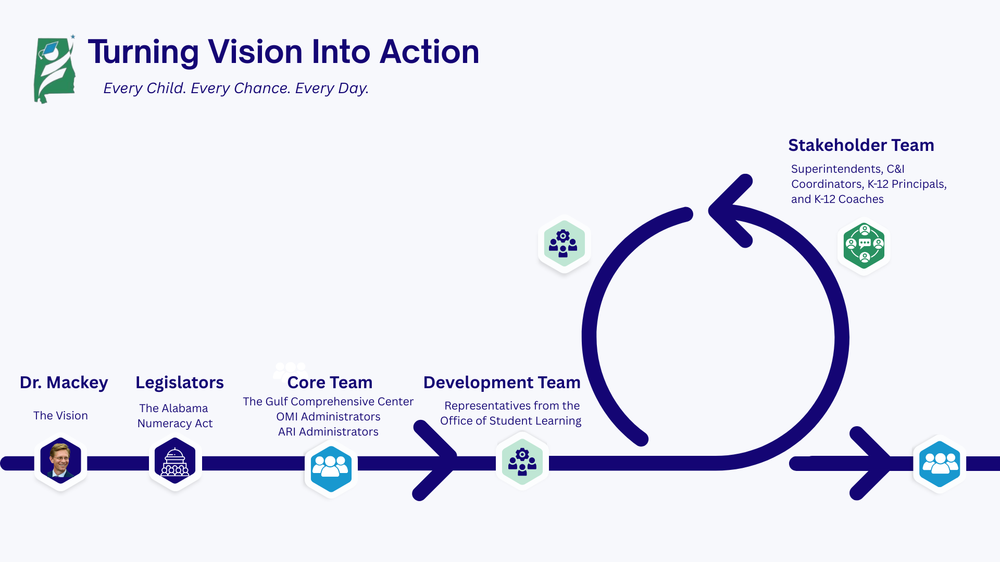 Turning Vision Into Action
Every Child. Every Chance. Every Day.
Stakeholder Team
Superintendents, C&I
Coordinators, K-12 Principals,
and K-12 Coaches
Dr. Mackey
The Vision
Legislators
The Alabama
Numeracy Act
Core Team
The Gulf Comprehensive Center
OMI Administrators
ARI Administrators
Development Team
Representatives from the
Office of Student Learning